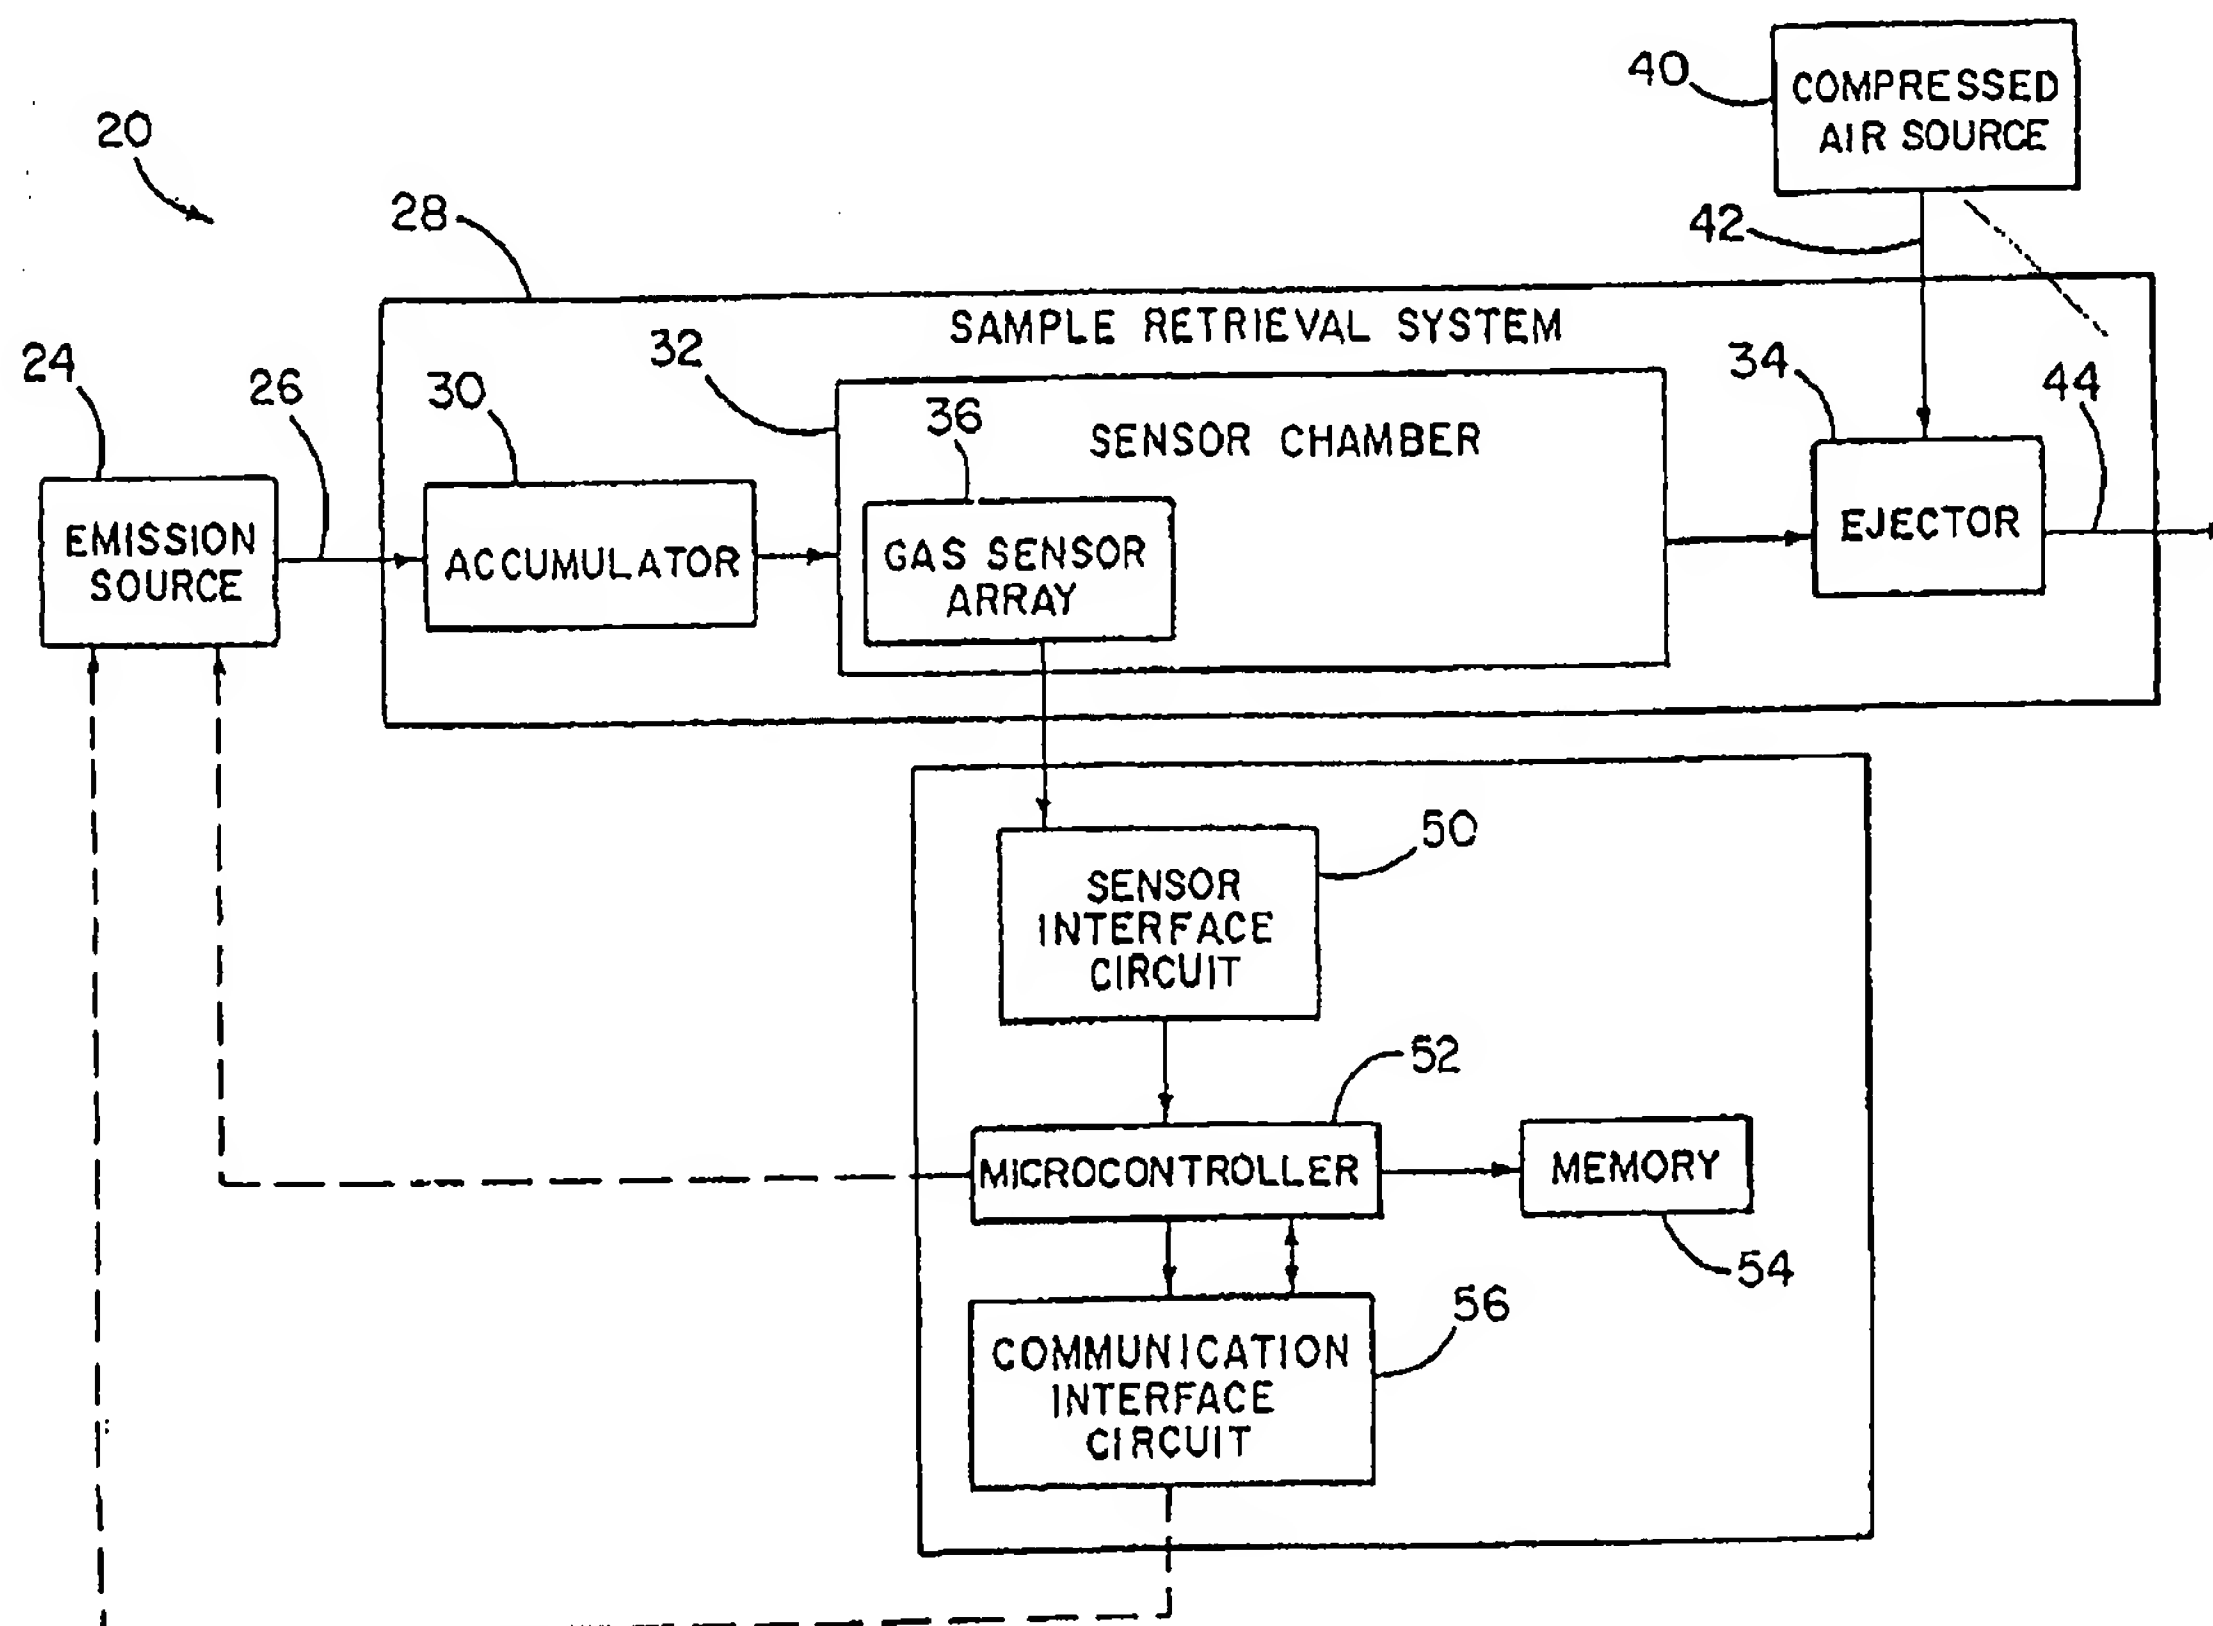 40
COMPRESSED
AIR SOURCE
20
28
42
SAMPLE RETRIEVAL SYSTEM
24
26
30
32
36
SENSOR CHAMBER
34
44
EMISSION
SOURCE
ACCUMULATOR
GAS SENSOR
ARRAY
EJECTOR
50
SENSOR
INTERFACE
CIRCUIT
52
MICROCONTROLLER
MEMORY
54
56
COMMUNICATION
INTERFACE
CIRCUIT